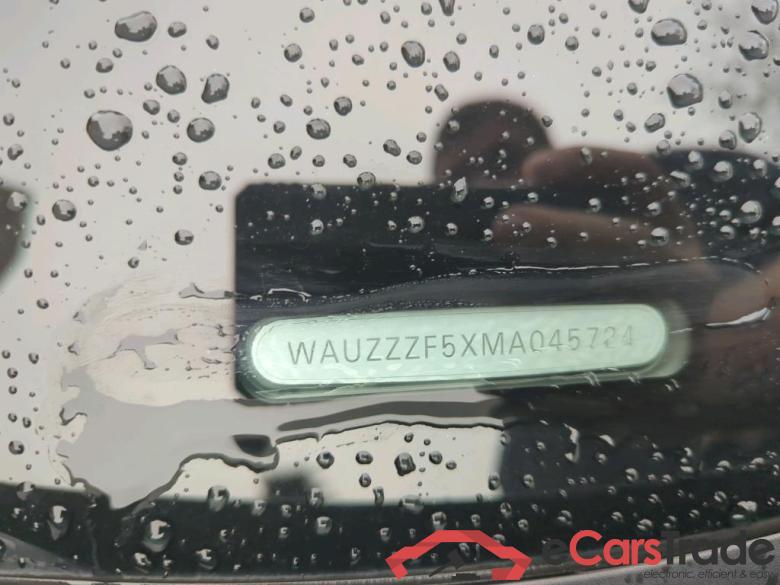 WAUZZZF5XMA045724
eCarsTrade
electronic, efficient & easy